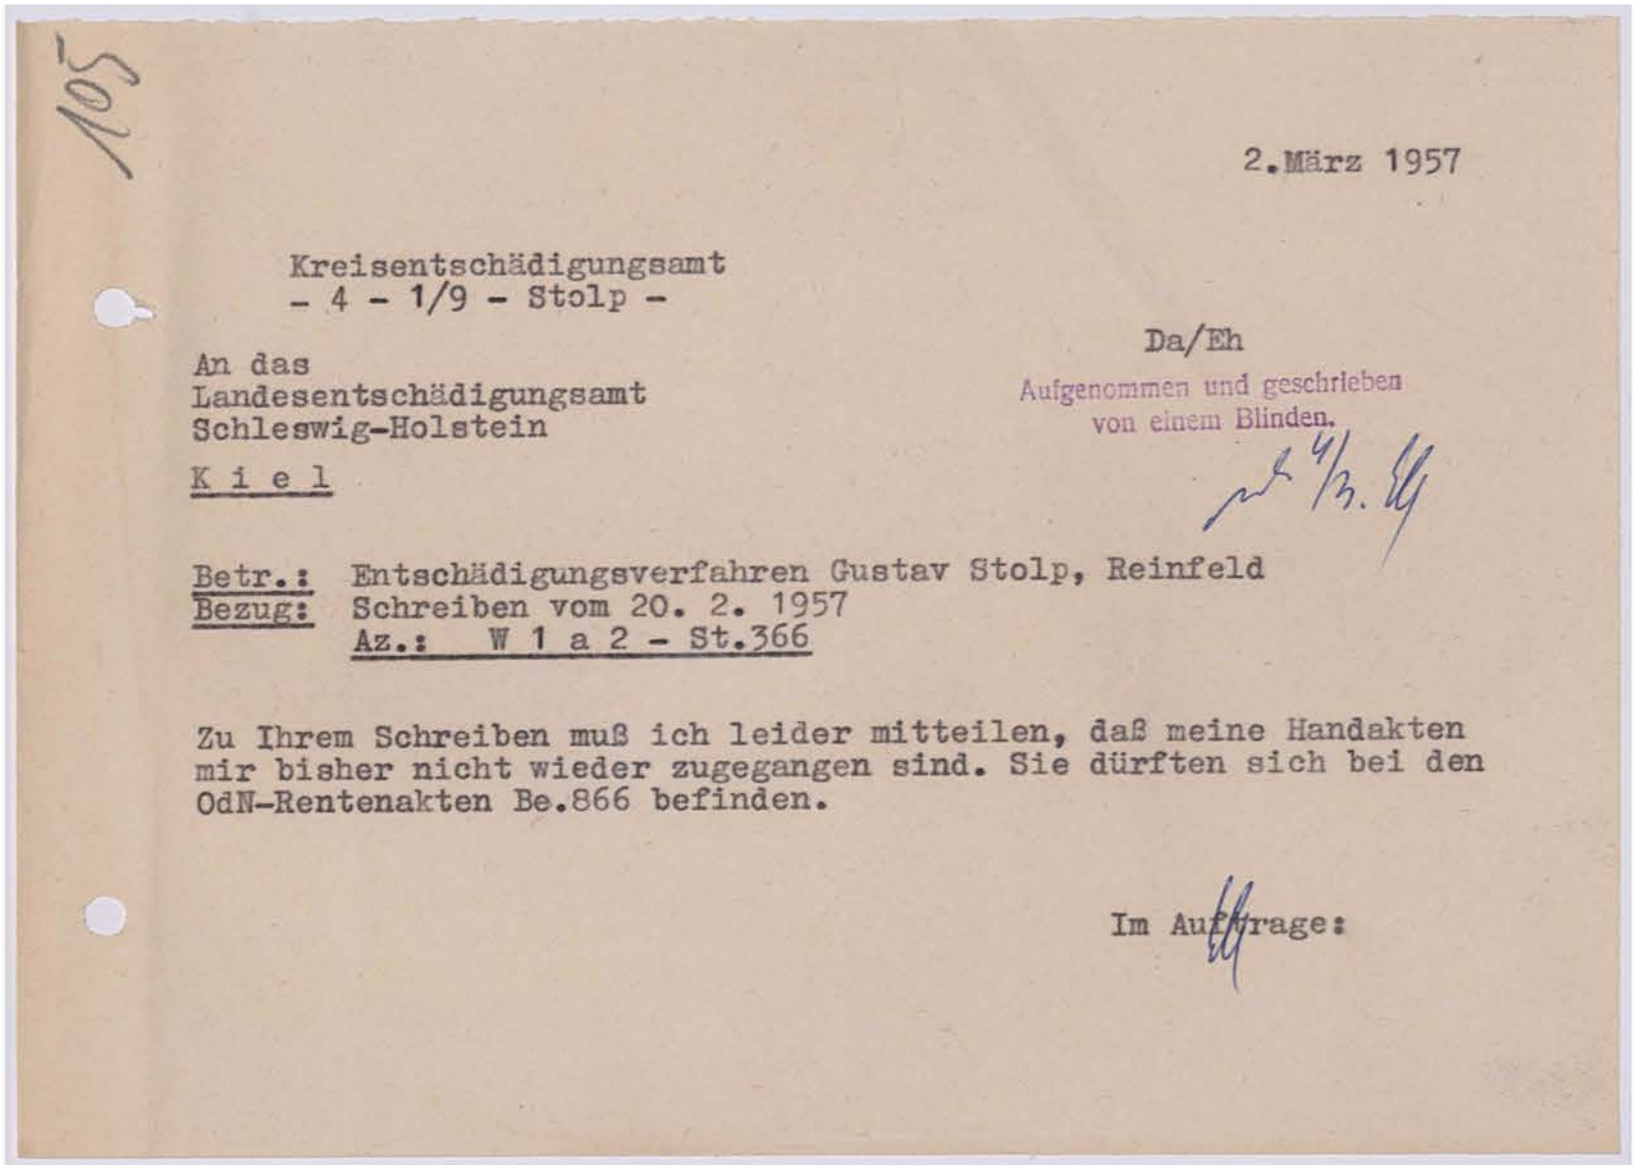 105
2.März 1957
Kreisentschädigungsamt
- 4 - 1/9 - Stolp -
Da/Eh
Aufgenommen und geschrieben
von einem Blinden.
An das
Landesentschädigungsamt
Schleswig-Holstein
K i e l
4/3.
Betr.: Entschädigungsverfahren Gustav Stolp, Reinfeld
Bezug: Schreiben vom 20. 2. 1957
Az.: W 1 a 2 - St.366
Zu Ihrem Schreiben muß ich leider mitteilen, daß meine Handakten
mir bisher nicht wieder zugegangen sind. Sie dürften sich bei den
OdN-Rentenakten Be.866 befinden.
Im Auftrage: